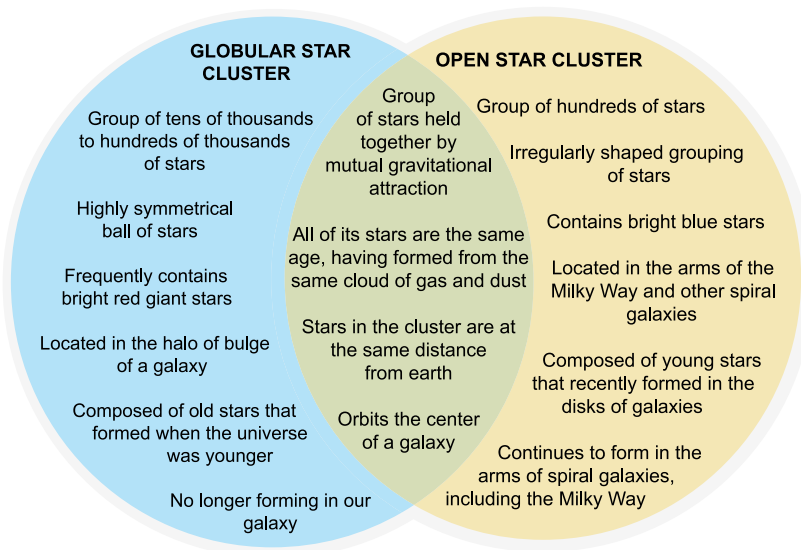 GLOBULAR STAR
CLUSTER
Group of tens of thousands
to hundreds of thousands
of stars
Highly symmetrical
ball of stars
Frequently contains
bright red giant stars
Located in the halo of bulge
of a galaxy
Composed of old stars that
formed when the universe
was younger
No longer forming in our
galaxy
Group
of stars held
together by
mutual gravitational
attraction
All of its stars are the same
age, having formed from the
same cloud of gas and dust
Stars in the cluster are at
the same distance
from earth
Orbits the center
of a galaxy
OPEN STAR CLUSTER
Group of hundreds of stars
Irregularly shaped grouping
of stars
Contains bright blue stars
Located in the arms of the
Milky Way and other spiral
galaxies
Composed of young stars
that recently formed in the
disks of galaxies
Continues to form in the
arms of spiral galaxies,
including the Milky Way